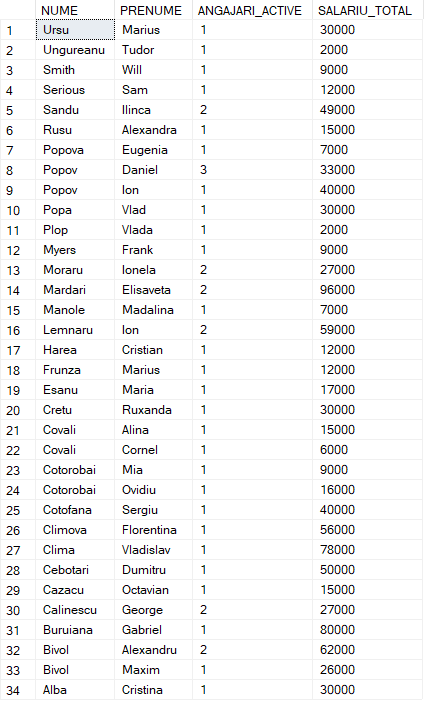 NUME PRENUME ANGAJARI_ACTIVE SALARIU_TOTAL
1 Ursu Marius 1 30000
2 Ungureanu Tudor 1 2000
3 Smith Will 1 9000
4 Serious Sam 1 12000
5 Sandu Ilinca 2 49000
6 Rusu Alexandra 1 15000
7 Popova Eugenia 1 7000
8 Popov Daniel 3 33000
9 Popov Ion 1 40000
10 Popa Vlad 1 30000
11 Plop Vlada 1 2000
12 Myers Frank 1 9000
13 Moraru Ionela 2 27000
14 Mardari Elisaveta 2 96000
15 Manole Madalina 1 7000
16 Lemnaru Ion 2 59000
17 Harea Cristian 1 12000
18 Frunza Marius 1 12000
19 Esanu Maria 1 17000
20 Cretu Ruxanda 1 30000
21 Covali Alina 1 15000
22 Covali Cornel 1 6000
23 Cotorobai Mia 1 9000
24 Cotorobai Ovidiu 1 16000
25 Cotofana Sergiu 1 40000
26 Climova Florentina 1 56000
27 Clima Vladislav 1 78000
28 Cebotari Dumitru 1 50000
29 Cazacu Octavian 1 15000
30 Calinescu George 2 27000
31 Buruiana Gabriel 1 80000
32 Bivol Alexandru 2 62000
33 Bivol Maxim 1 26000
34 Alba Cristina 1 30000